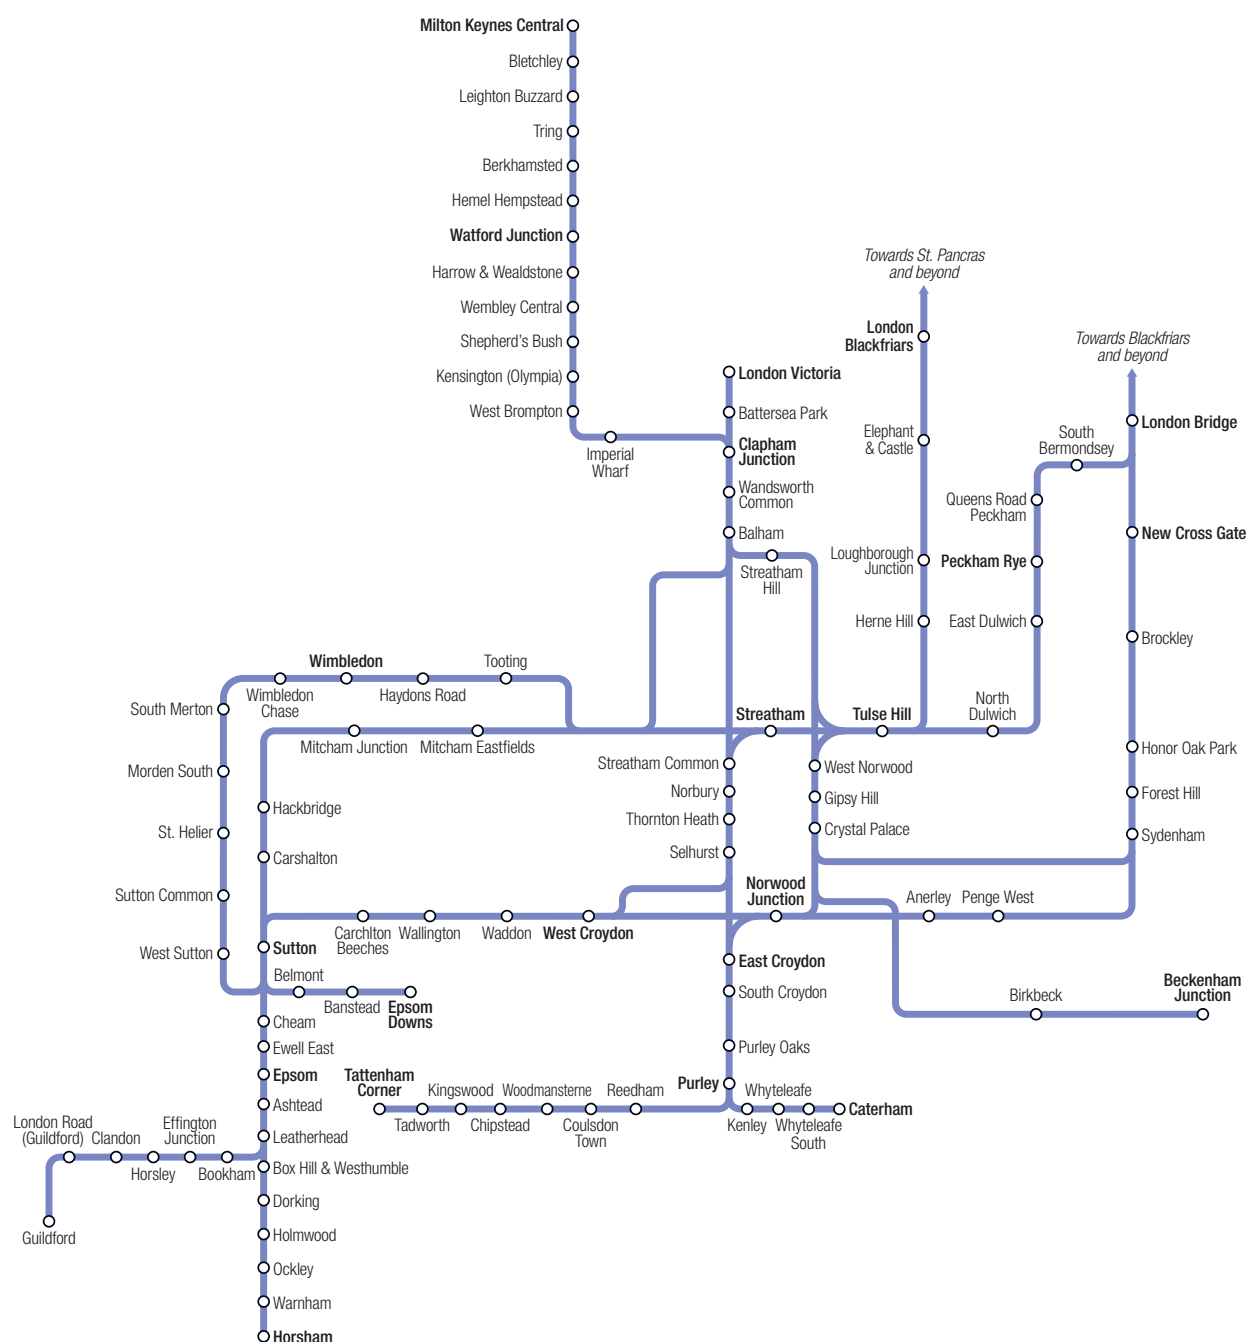 Milton Keynes Central
Bletchley
Leighton Buzzard
Tring
Berkhamsted
Hemel Hempstead
Watford Junction
Harrow & Wealdstone
Wembley Central
Shepherd's Bush
Kensington (Olympia)
West Brompton
Imperial
Wharf
Towards St. Pancras
and beyond
London
Blackfriars
Elephant
& Castle
Loughborough
Junction
Herne Hill
Towards Blackfriars
and beyond
London Bridge
South
Bermondsey
Queens Road
Peckham
Peckham Rye
East Dulwich
North
Dulwich
New Cross Gate
Brockley
Honor Oak Park
Forest Hill
Sydenham
London Victoria
Battersea Park
Clapham
Junction
Wandsworth
Common
Balham
Streatham
Hill
Wimbledon
Tooting
Wimbledon
Chase
Haydons Road
South Merton
Morden South
St. Helier
Sutton Common
West Sutton
Mitcham Junction
Mitcham Eastfields
Streatham
Tulse Hill
Streatham Common
Norbury
Thornton Heath
Selhurst
West Norwood
Gipsy Hill
Crystal Palace
Hackbridge
Carshalton
Norwood
Junction
Anerley
Penge West
Carchlton
Beeches
Wallington
Waddon
West Croydon
Sutton
Belmont
Banstead
Epsom
Downs
East Croydon
South Croydon
Purley Oaks
Purley
Birkbeck
Beckenham
Junction
Cheam
Ewell East
Epsom
Ashtead
Leatherhead
Box Hill & Westhumble
Dorking
Holmwood
Ockley
Warnham
Horsham
Tattenham
Corner
Tadworth
Kingswood
Chipstead
Woodmansterne
Coulsdon
Town
Reedham
Kenley
Whyteleafe
Whyteleafe
South
Caterham
London Road
(Guildford)
Clandon
Horsley
Effington
Junction
Bookham
Guildford